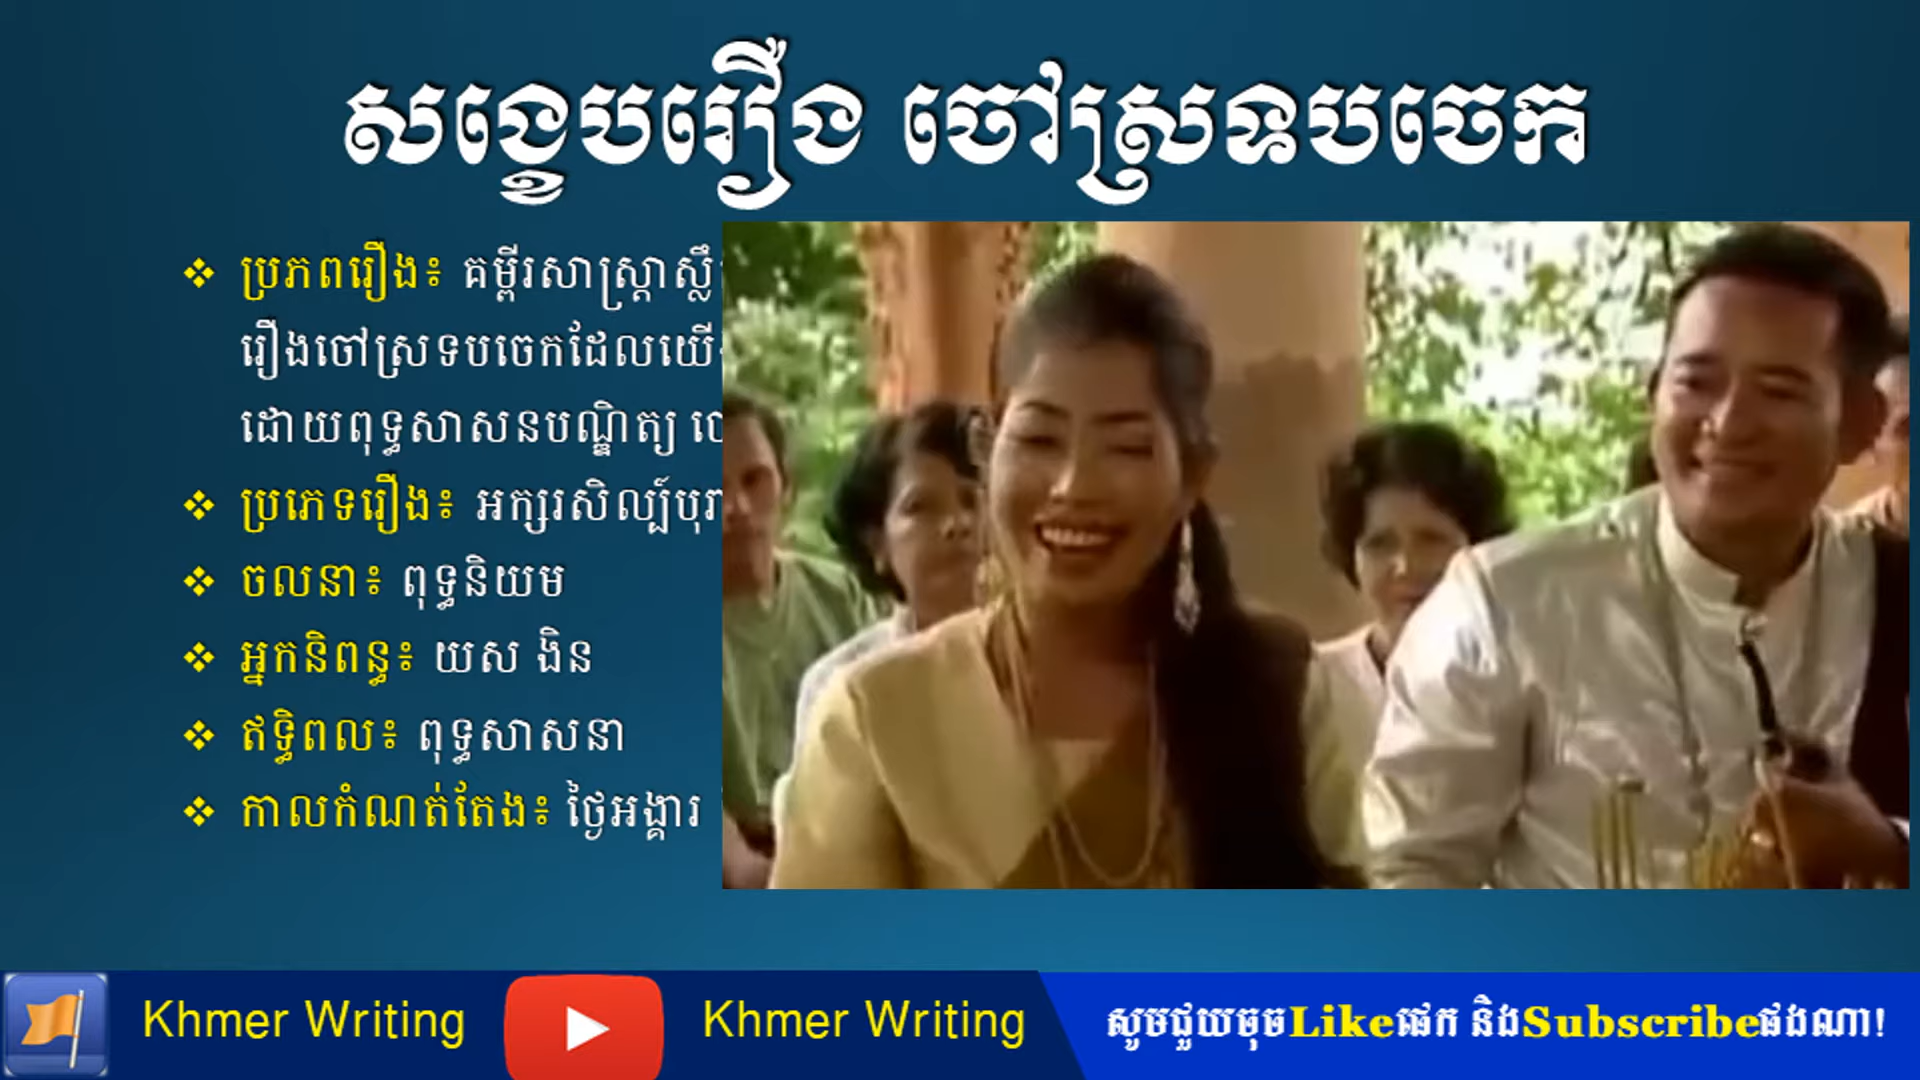 សង្ខេបរឿង ចៅស្រទបចេក
❖ ប្រភពរឿង៖ គម្ពីរសាស្ត្រាស្លឹ
រឿងចៅស្រទបចេកដែលយើ
ដោយពុទ្ធសាសនបណ្ឌិត្យ
❖ ប្រភេទរឿង៖ អក្សរសិល្ប៍បុរា
❖ ចលនា៖ ពុទ្ធនិយម
❖ អ្នកនិពន្ធ៖ យស ងិន
❖ ឥទ្ធិពល៖ ពុទ្ធសាសនា
❖ កាលកំណត់តែង៖ ថ្ងៃអង្គារ
Khmer Writing
Khmer Writing
សូមជួយចុចLikeផេក និងSubscribeផងណា!